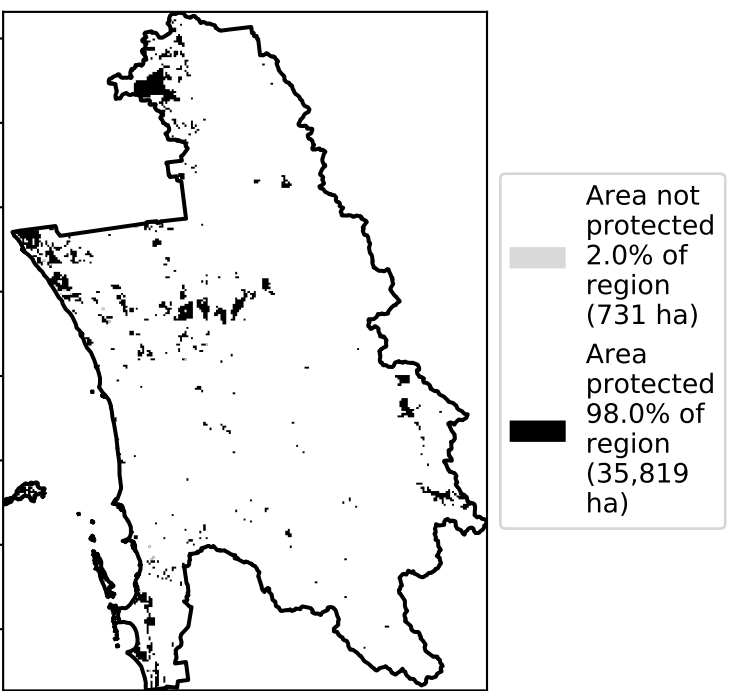 Area not
protected
2.0% of
region
(731 ha)
Area
protected
98.0% of
region
(35,819
ha)